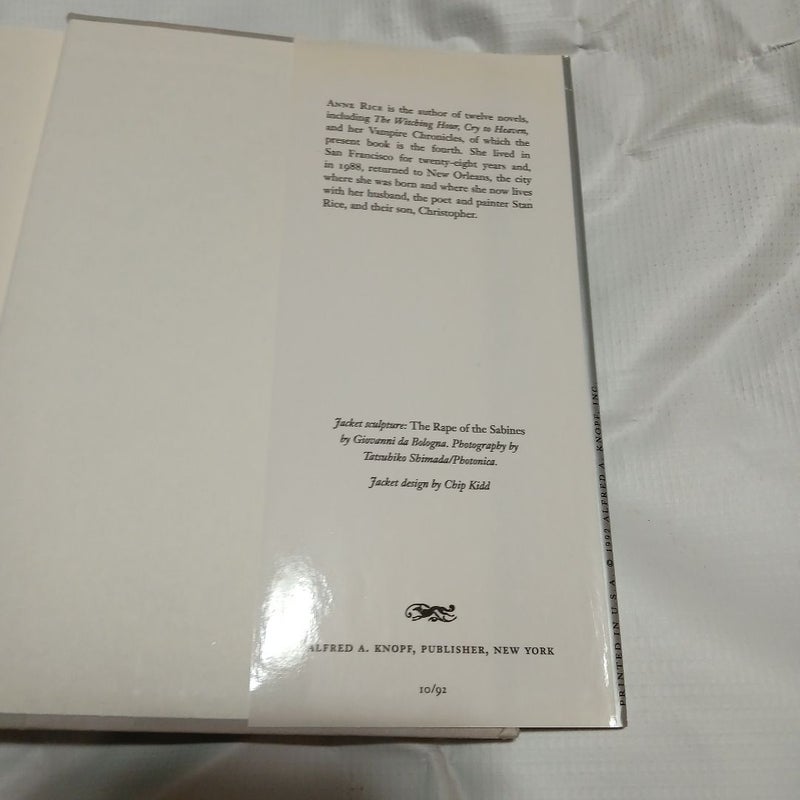 ANNE RICE is the author of twelve novels,
including The Witching Hour, Cry to Heaven,
and her Vampire Chronicles, of which the
present book is the fourth. She lived in
San Francisco for twenty-eight years and,
in 1988, returned to New Orleans, the city
where she was born and where she now lives
with her husband, the poet and painter Stan
Rice, and their son, Christopher.
Jacket sculpture: The Rape of the Sabines
by Giovanni da Bologna. Photography by
Tatsuhiko Shimada/Photonica.
Jacket design by Chip Kidd
ALFRED A. KNOPF, PUBLISHER, NEW YORK
10/92
PRINTED IN U.S.A. © 1992 ALFRED A. KNOPF, INC.